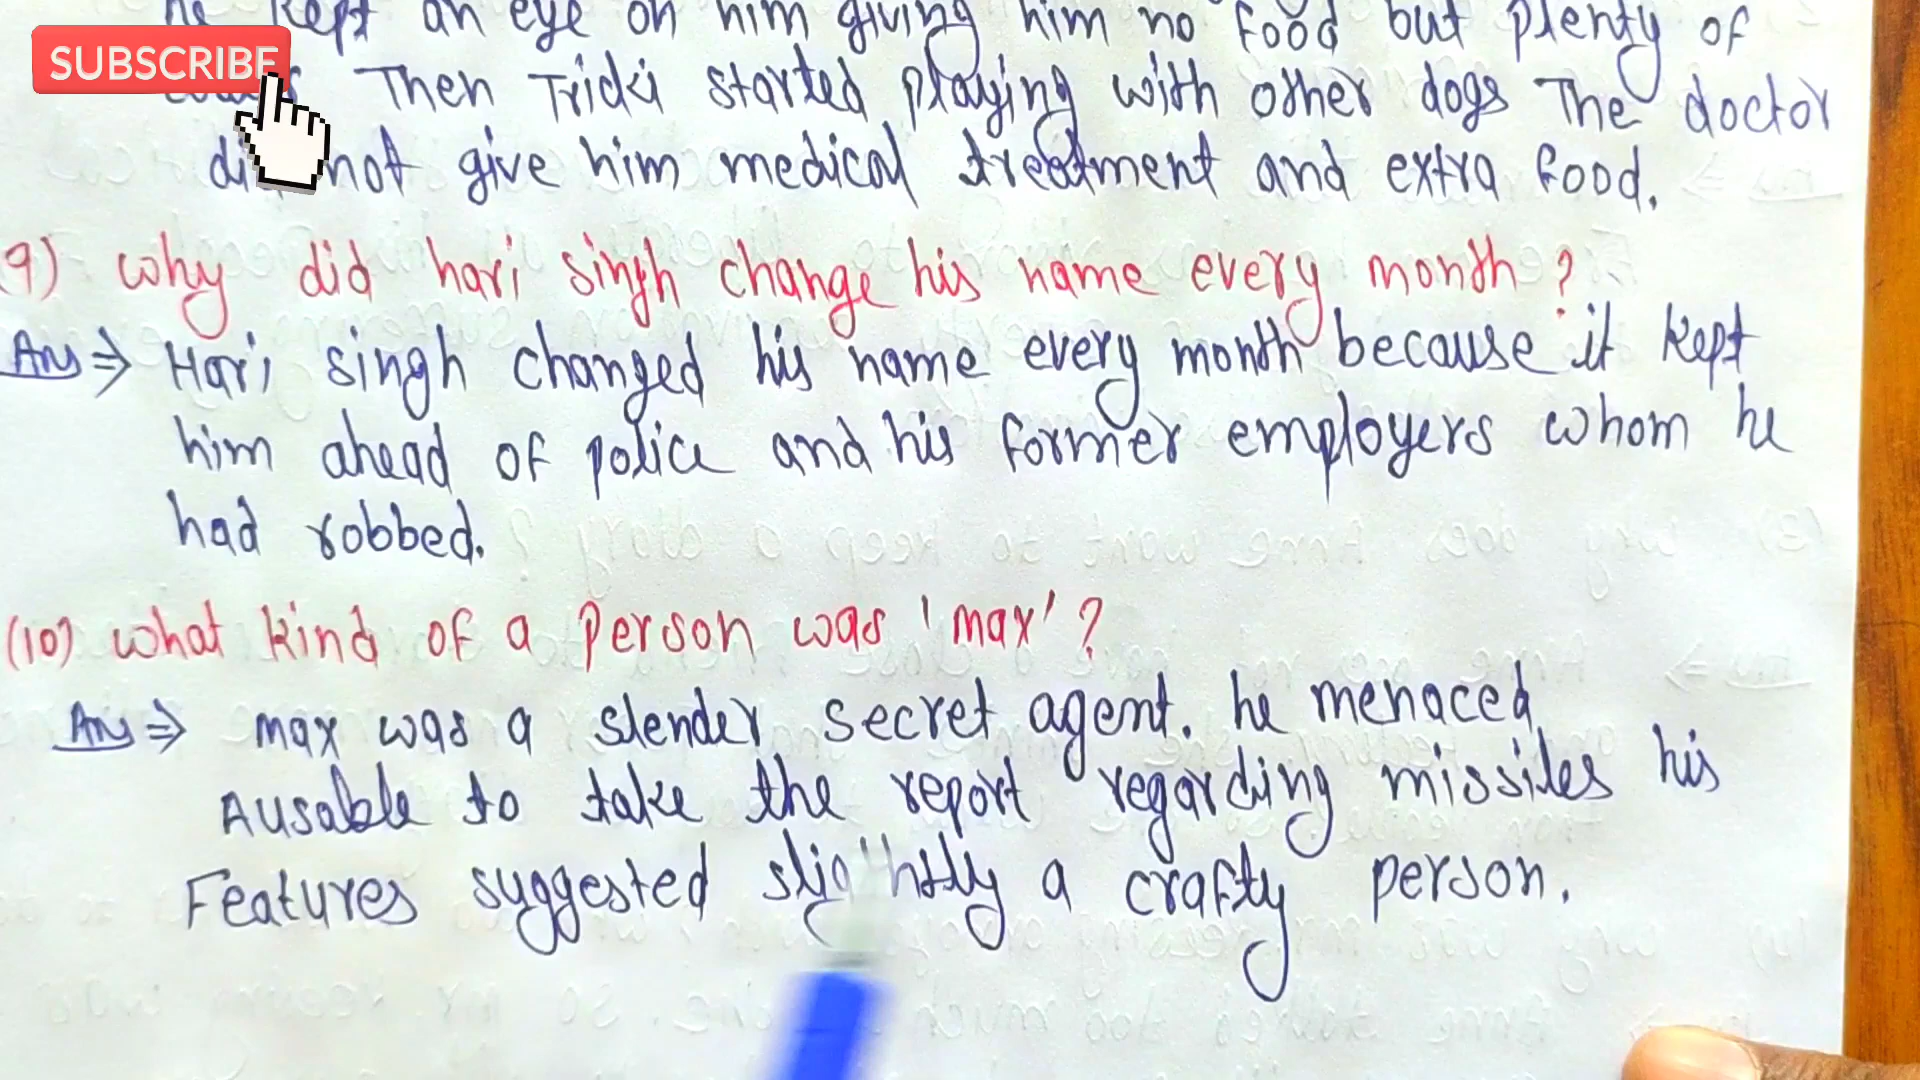 he kept an eye on him giving him no food but plenty of
SUBSCRIBE
Then Tricki started playing with other dogs The doctor
not give him medical treatment and extra food.
9) why did hari singh change his name every month ?
Ans ⇒ Hari singh changed his name every month because it kept
him ahead of police and his former employers whom he
had robbed.
(10) what kind of a person was 'max' ?
Ans ⇒ max was a slender secret agent. he menaced
Ausable to take the report regarding missiles his
Features suggested slightly a crafty person.